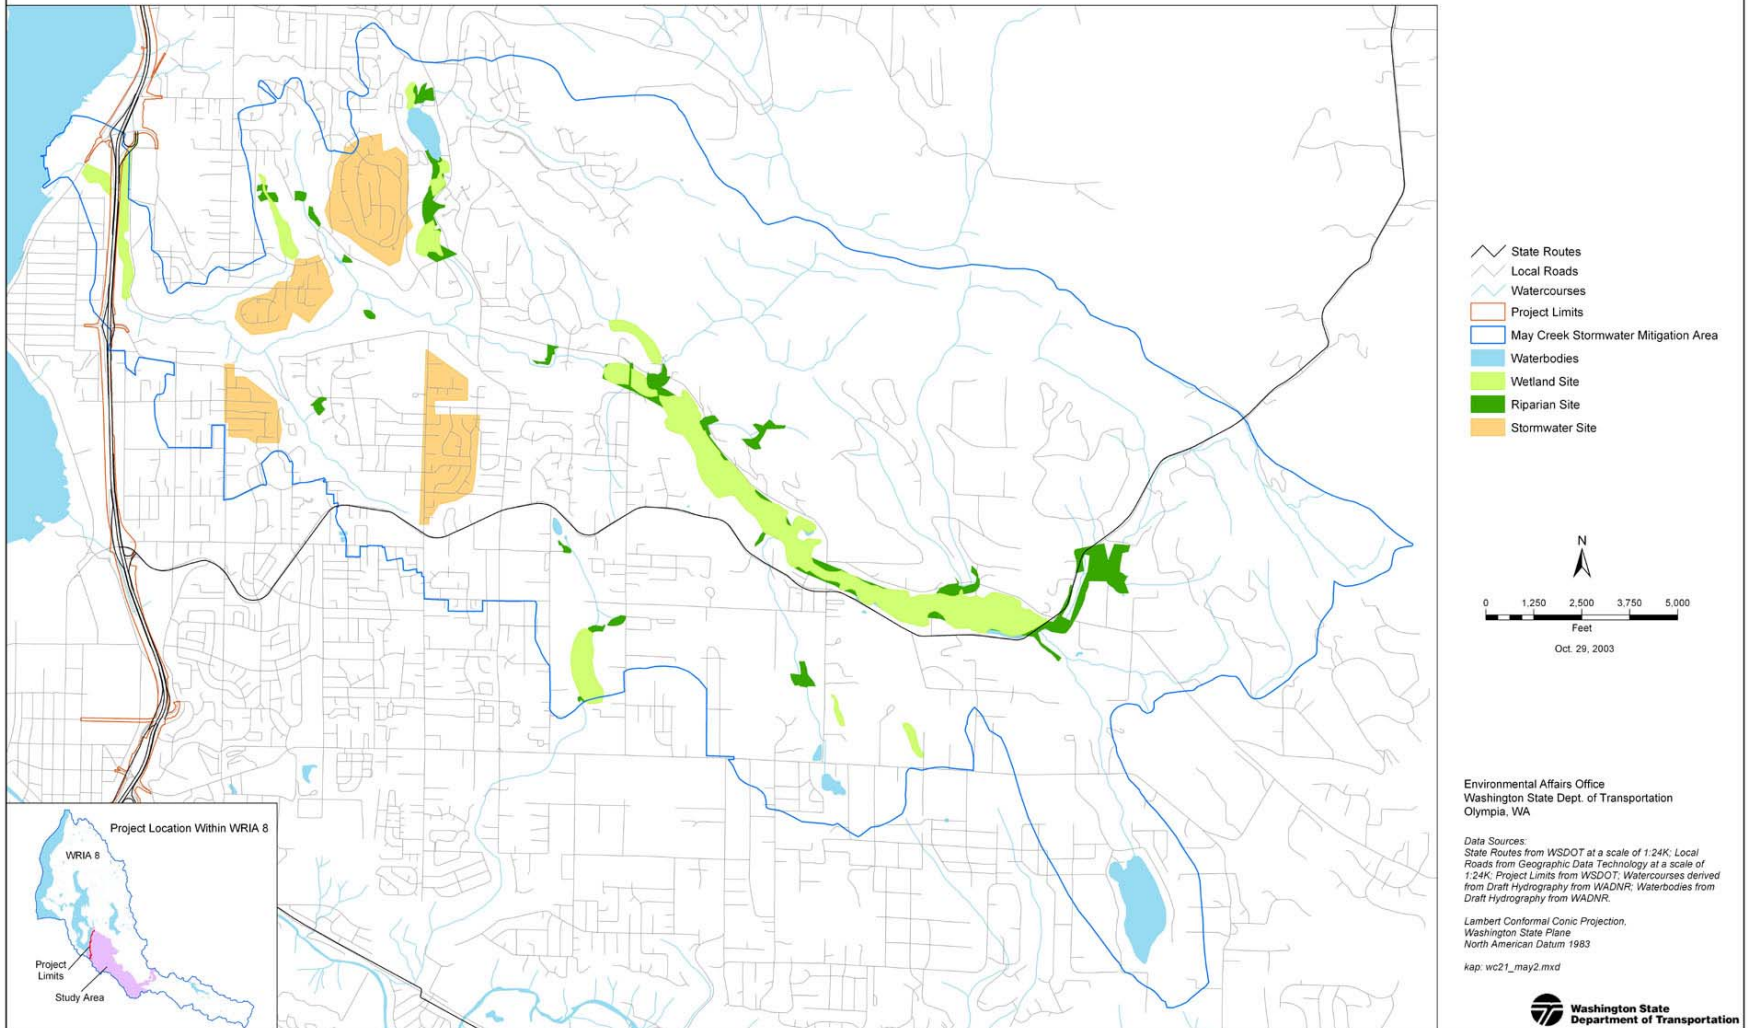 State Routes
Local Roads
Watercourses
Project Limits
May Creek Stormwater Mitigation Area
Waterbodies
Wetland Site
Riparian Site
Stormwater Site
N
0 1,250 2,500 3,750 5,000
Feet
Oct. 29, 2003
Environmental Affairs Office
Washington State Dept. of Transportation
Olympia, WA
Data Sources:
State Routes from WSDOT at a scale of 1:24K; Local
Roads from Geographic Data Technology at a scale of
1:24K; Project Limits from WSDOT; Watercourses derived
from Draft Hydrography from WADNR; Waterbodies from
Draft Hydrography from WADNR.
Lambert Conformal Conic Projection,
Washington State Plane
North American Datum 1983
kap: wc21_may2.mxd
Washington State
Department of Transportation
Project Location Within WRIA 8
WRIA 8
Project
Limits
Study Area